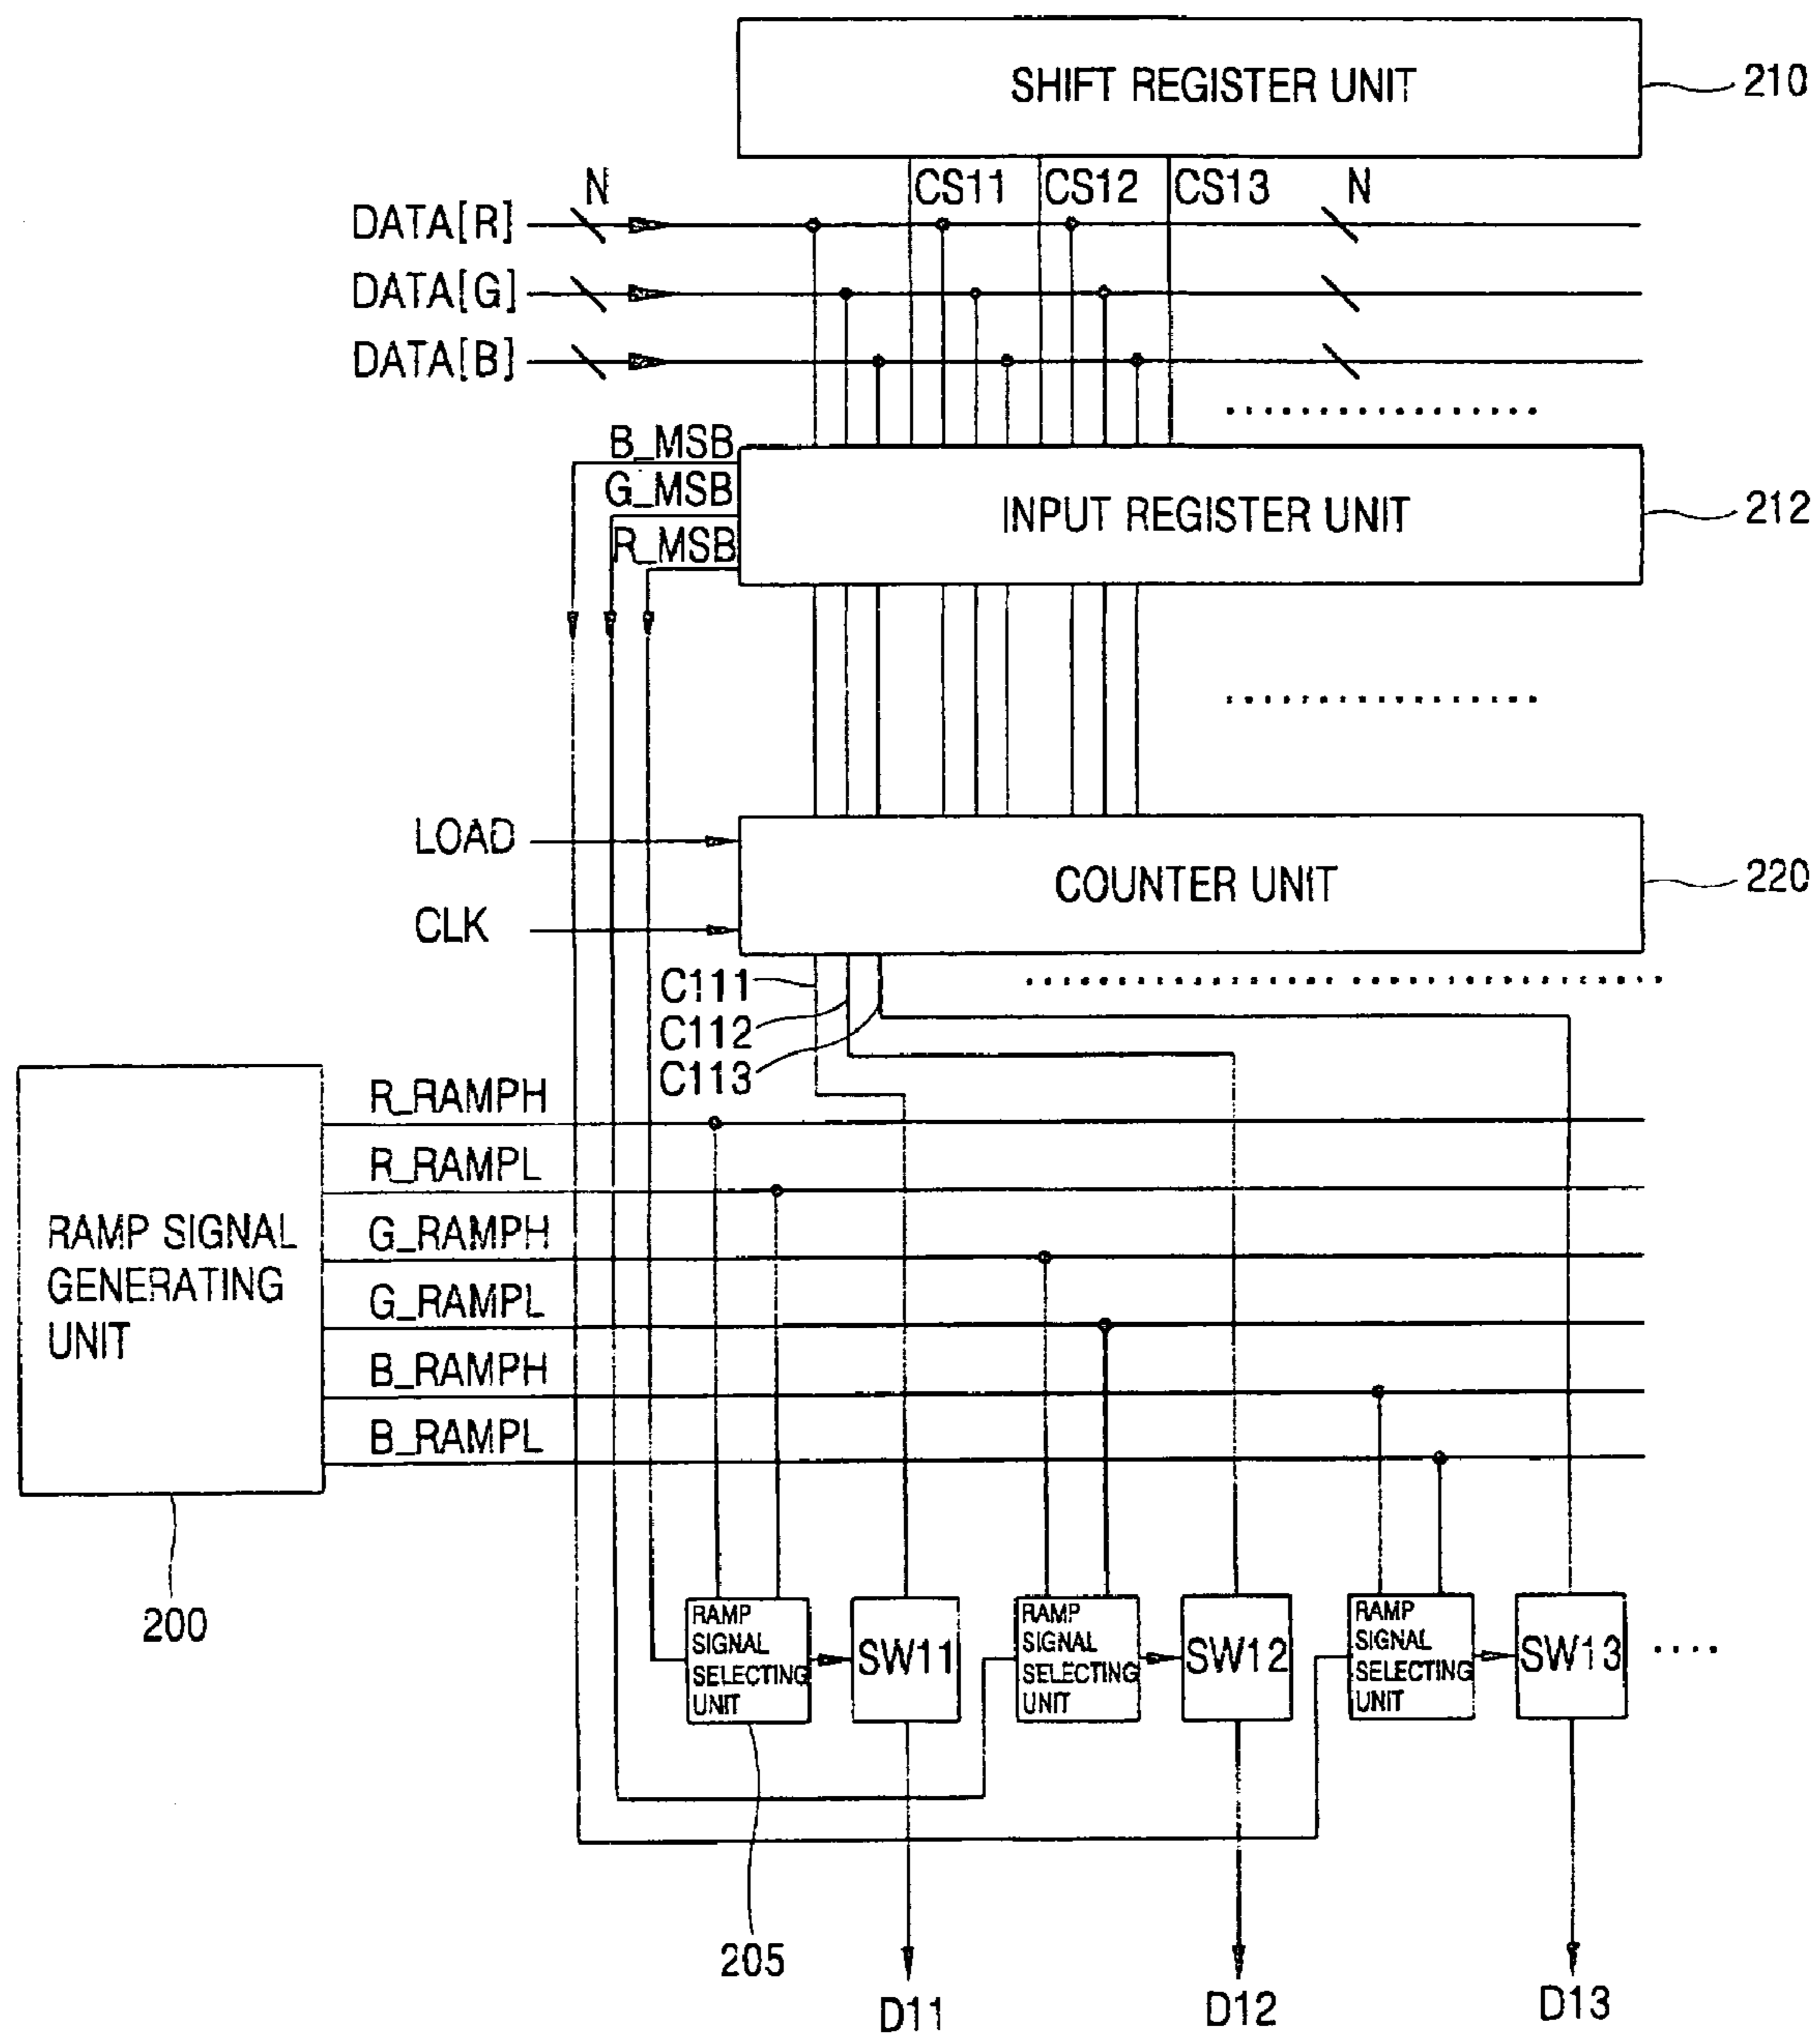 SHIFT REGISTER UNIT
210
N
CS11
CS12
CS13
N
DATA[R]
DATA[G]
DATA[B]
B_MSB
G_MSB
R_MSB
INPUT REGISTER UNIT
212
LOAD
CLK
COUNTER UNIT
220
C111
C112
C113
R_RAMPH
R_RAMPL
G_RAMPH
G_RAMPL
B_RAMPH
B_RAMPL
RAMP SIGNAL
GENERATING
UNIT
200
RAMP
SIGNAL
SELECTING
UNIT
SW11
RAMP
SIGNAL
SELECTING
UNIT
SW12
RAMP
SIGNAL
SELECTING
UNIT
SW13
205
D11
D12
D13